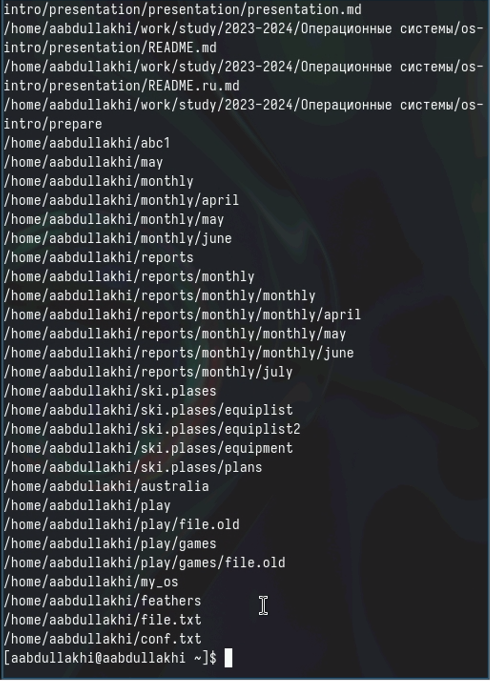 intro/presentation/presentation/presentation.md
/home/aabdullakhi/work/study/2023-2024/Операционные системы/os-
intro/presentation/README.md
/home/aabdullakhi/work/study/2023-2024/Операционные системы/os-
intro/presentation/README.ru.md
/home/aabdullakhi/work/study/2023-2024/Операционные системы/os-
intro/prepare
/home/aabdullakhi/abc1
/home/aabdullakhi/may
/home/aabdullakhi/monthly
/home/aabdullakhi/monthly/april
/home/aabdullakhi/monthly/may
/home/aabdullakhi/monthly/june
/home/aabdullakhi/reports
/home/aabdullakhi/reports/monthly
/home/aabdullakhi/reports/monthly/monthly
/home/aabdullakhi/reports/monthly/monthly/april
/home/aabdullakhi/reports/monthly/monthly/may
/home/aabdullakhi/reports/monthly/monthly/june
/home/aabdullakhi/reports/monthly/july
/home/aabdullakhi/ski.plases
/home/aabdullakhi/ski.plases/equiplist
/home/aabdullakhi/ski.plases/equiplist2
/home/aabdullakhi/ski.plases/equipment
/home/aabdullakhi/ski.plases/plans
/home/aabdullakhi/australia
/home/aabdullakhi/play
/home/aabdullakhi/play/file.old
/home/aabdullakhi/play/games
/home/aabdullakhi/play/games/file.old
/home/aabdullakhi/my_os
/home/aabdullakhi/feathers
/home/aabdullakhi/file.txt
/home/aabdullakhi/conf.txt
[aabdullakhi@aabdullakhi ~]$